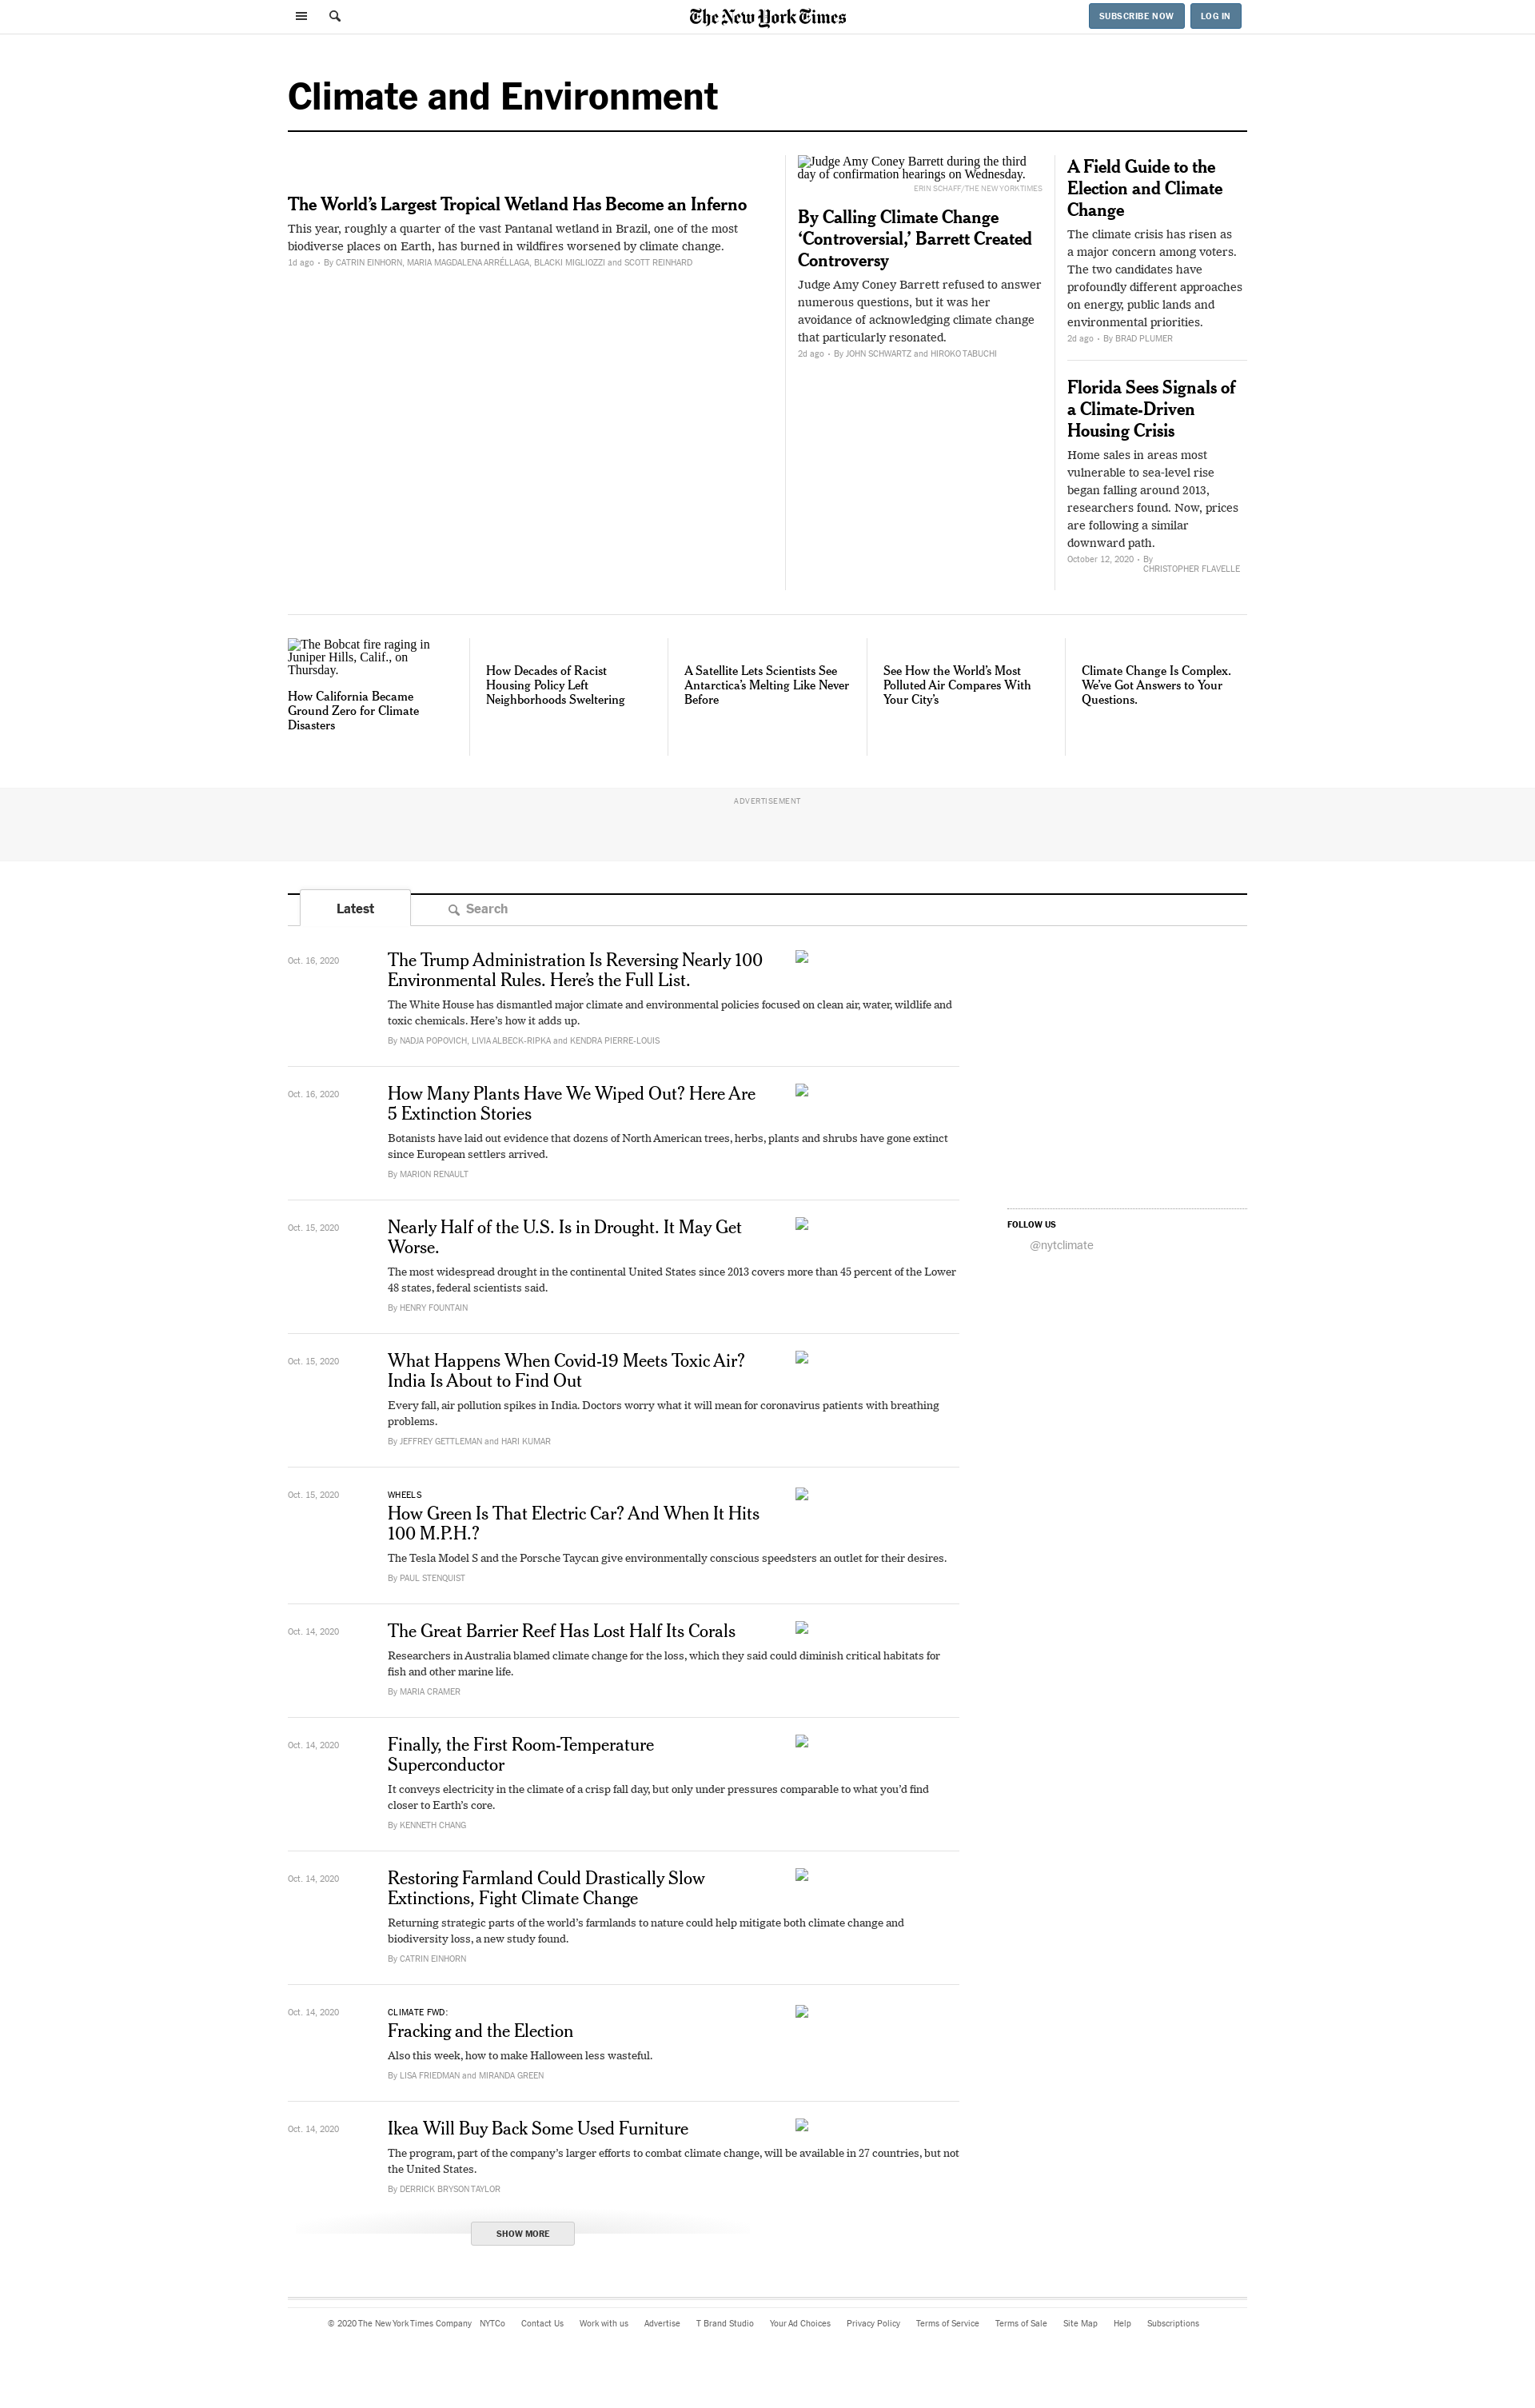 The New York Times
SUBSCRIBE NOW
LOG IN
Climate and Environment
The World’s Largest Tropical Wetland Has Become an Inferno
This year, roughly a quarter of the vast Pantanal wetland in Brazil, one of the most
biodiverse places on Earth, has burned in wildfires worsened by climate change.
1d ago • By CATRIN EINHORN, MARIA MAGDALENA ARRÉLLAGA, BLACKI MIGLIOZZI and SCOTT REINHARD
Judge Amy Coney Barrett during the third
day of confirmation hearings on Wednesday.
ERIN SCHAFF/THE NEW YORK TIMES
By Calling Climate Change
‘Controversial,’ Barrett Created
Controversy
Judge Amy Coney Barrett refused to answer
numerous questions, but it was her
avoidance of acknowledging climate change
that particularly resonated.
2d ago • By JOHN SCHWARTZ and HIROKO TABUCHI
A Field Guide to the
Election and Climate
Change
The climate crisis has risen as
a major concern among voters.
The two candidates have
profoundly different approaches
on energy, public lands and
environmental priorities.
2d ago • By BRAD PLUMER
Florida Sees Signals of
a Climate-Driven
Housing Crisis
Home sales in areas most
vulnerable to sea-level rise
began falling around 2013,
researchers found. Now, prices
are following a similar
downward path.
October 12, 2020 • By
CHRISTOPHER FLAVELLE
The Bobcat fire raging in
Juniper Hills, Calif., on
Thursday.
How California Became
Ground Zero for Climate
Disasters
How Decades of Racist
Housing Policy Left
Neighborhoods Sweltering
A Satellite Lets Scientists See
Antarctica’s Melting Like Never
Before
See How the World’s Most
Polluted Air Compares With
Your City’s
Climate Change Is Complex.
We’ve Got Answers to Your
Questions.
ADVERTISEMENT
Latest
Search
Oct. 16, 2020
The Trump Administration Is Reversing Nearly 100
Environmental Rules. Here’s the Full List.
The White House has dismantled major climate and environmental policies focused on clean air, water, wildlife and
toxic chemicals. Here’s how it adds up.
By NADJA POPOVICH, LIVIA ALBECK-RIPKA and KENDRA PIERRE-LOUIS
Oct. 16, 2020
How Many Plants Have We Wiped Out? Here Are
5 Extinction Stories
Botanists have laid out evidence that dozens of North American trees, herbs, plants and shrubs have gone extinct
since European settlers arrived.
By MARION RENAULT
Oct. 15, 2020
Nearly Half of the U.S. Is in Drought. It May Get
Worse.
The most widespread drought in the continental United States since 2013 covers more than 45 percent of the Lower
48 states, federal scientists said.
By HENRY FOUNTAIN
FOLLOW US
@nytclimate
Oct. 15, 2020
What Happens When Covid-19 Meets Toxic Air?
India Is About to Find Out
Every fall, air pollution spikes in India. Doctors worry what it will mean for coronavirus patients with breathing
problems.
By JEFFREY GETTLEMAN and HARI KUMAR
Oct. 15, 2020
WHEELS
How Green Is That Electric Car? And When It Hits
100 M.P.H.?
The Tesla Model S and the Porsche Taycan give environmentally conscious speedsters an outlet for their desires.
By PAUL STENQUIST
Oct. 14, 2020
The Great Barrier Reef Has Lost Half Its Corals
Researchers in Australia blamed climate change for the loss, which they said could diminish critical habitats for
fish and other marine life.
By MARIA CRAMER
Oct. 14, 2020
Finally, the First Room-Temperature
Superconductor
It conveys electricity in the climate of a crisp fall day, but only under pressures comparable to what you’d find
closer to Earth’s core.
By KENNETH CHANG
Oct. 14, 2020
Restoring Farmland Could Drastically Slow
Extinctions, Fight Climate Change
Returning strategic parts of the world’s farmlands to nature could help mitigate both climate change and
biodiversity loss, a new study found.
By CATRIN EINHORN
Oct. 14, 2020
CLIMATE FWD:
Fracking and the Election
Also this week, how to make Halloween less wasteful.
By LISA FRIEDMAN and MIRANDA GREEN
Oct. 14, 2020
Ikea Will Buy Back Some Used Furniture
The program, part of the company’s larger efforts to combat climate change, will be available in 27 countries, but not
the United States.
By DERRICK BRYSON TAYLOR
SHOW MORE
© 2020 The New York Times Company NYTCo Contact Us Work with us Advertise T Brand Studio Your Ad Choices Privacy Policy Terms of Service Terms of Sale Site Map Help Subscriptions